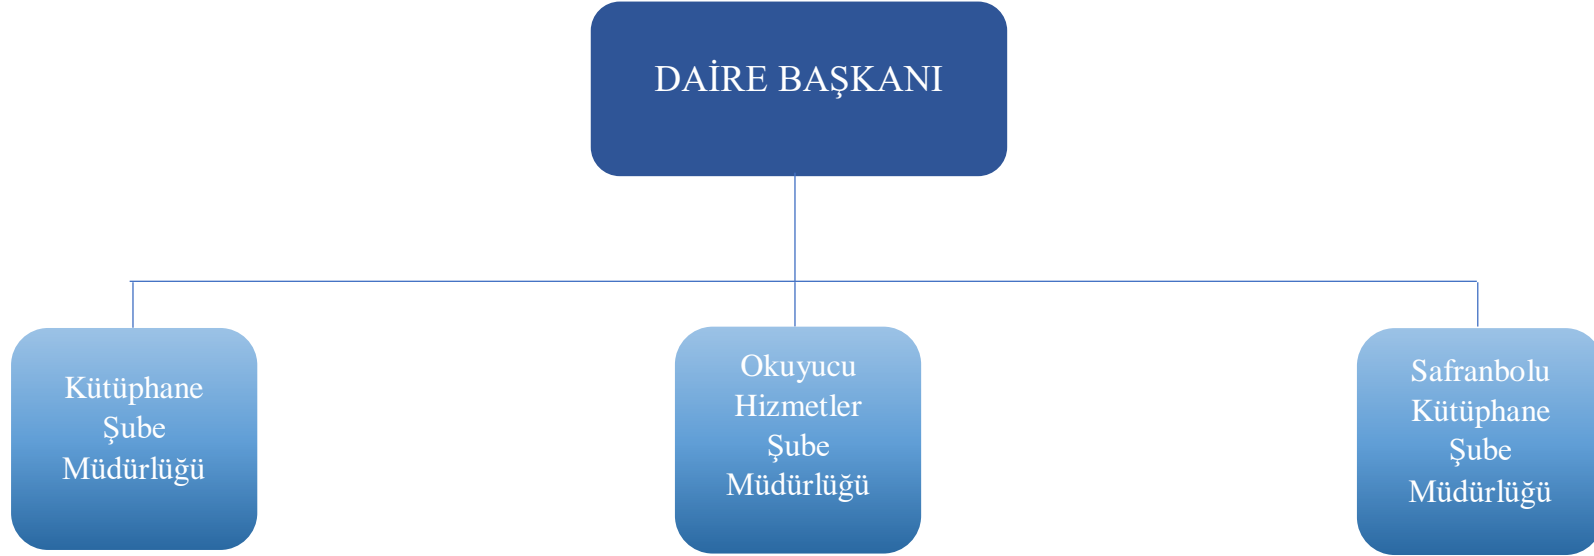 DAİRE BAŞKANI
Kütüphane
Şube
Müdürlüğü
Okuyucu
Hizmetler
Şube
Müdürlüğü
Safranbolu
Kütüphane
Şube
Müdürlüğü